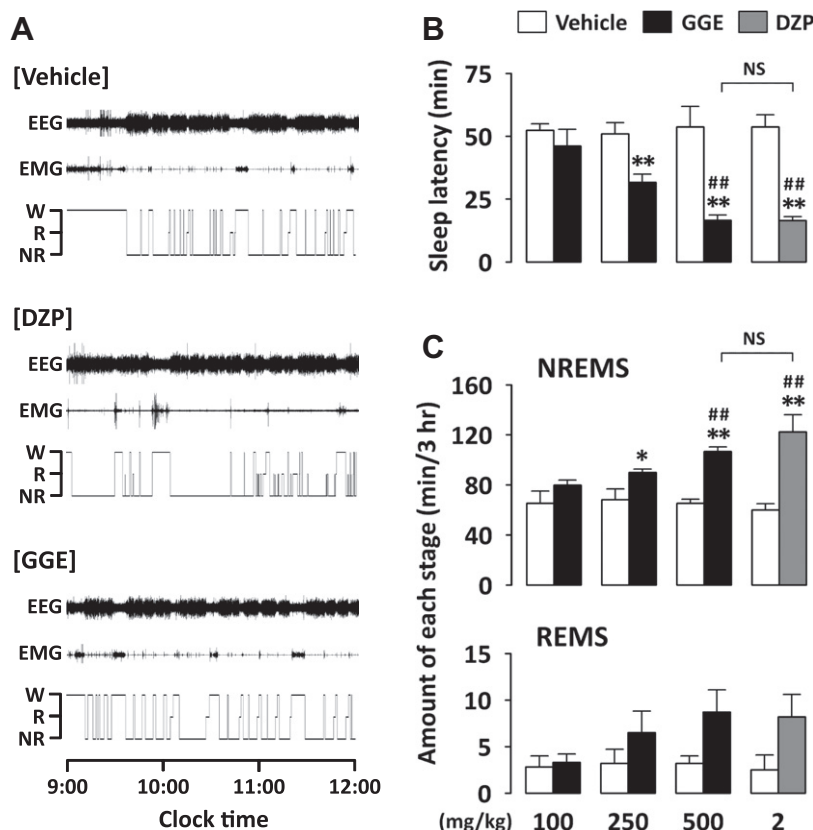 A
[Vehicle]
EEG
EMG
W
R
NR
[DZP]
EEG
EMG
W
R
NR
[GGE]
EEG
EMG
W
R
NR
9:00 10:00 11:00 12:00
Clock time
B
Vehicle GGE DZP
Sleep latency (min)
75
50
25
0
NS
**
##
**
##
**
C
NREMS
Amount of each stage (min/3 hr)
160
120
80
40
0
NS
*
##
**
##
**
REMS
15
10
5
0
(mg/kg) 100 250 500 2